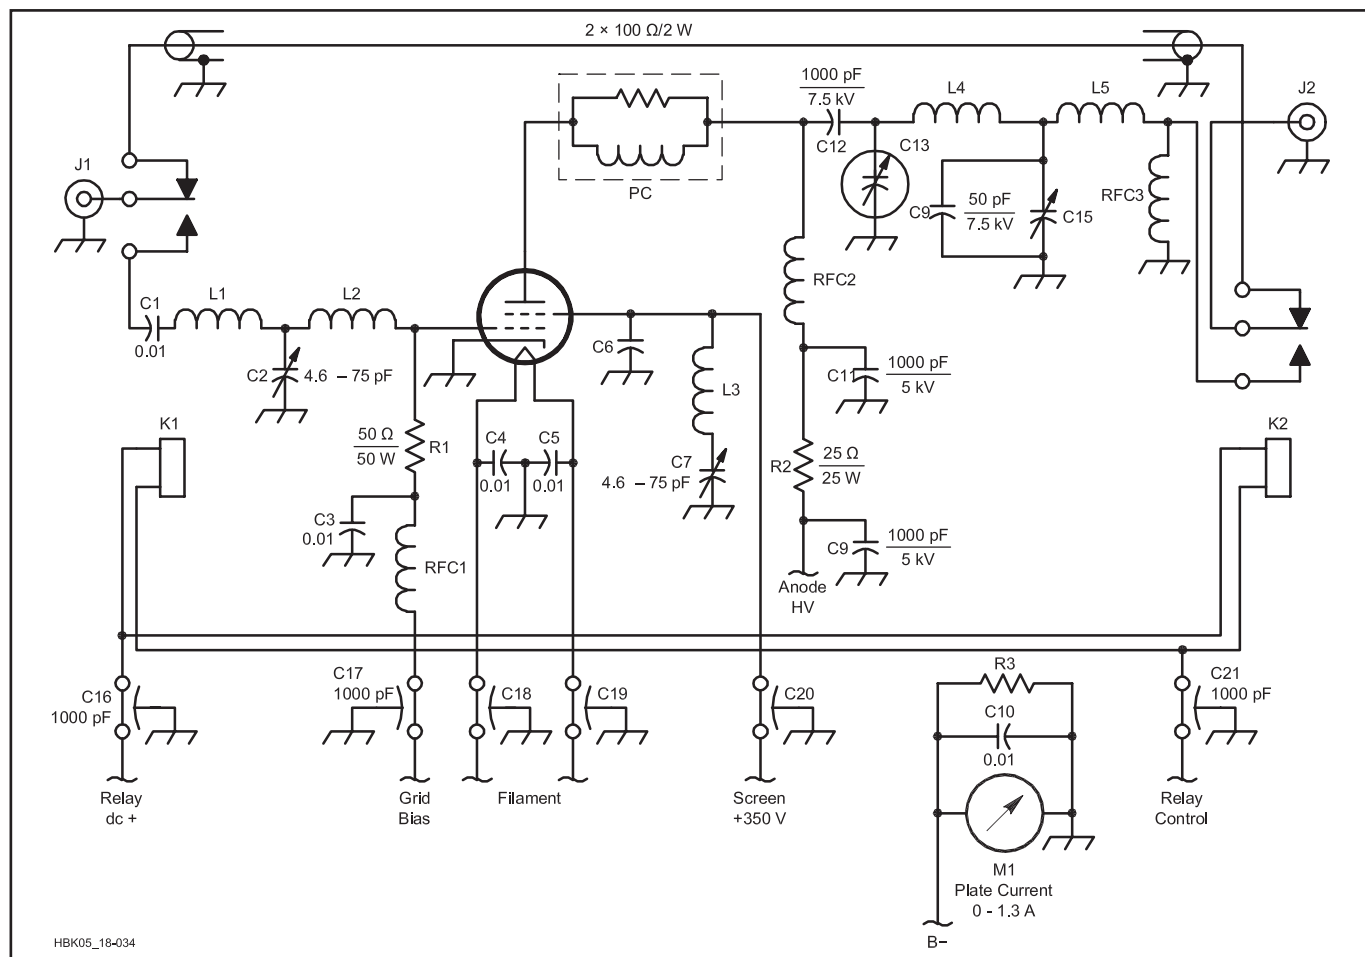 2 × 100 Ω/2 W
1000 pF
7.5 kV
C12
L4
L5
J2
J1
PC
C13
C9
50 pF
7.5 kV
C15
RFC3
RFC2
C1
0.01
L1
L2
C2
4.6 – 75 pF
C6
L3
C11
1000 pF
5 kV
K1
K2
50 Ω
50 W
R1
C4
0.01
C5
0.01
C7
4.6 – 75 pF
R2
25 Ω
25 W
C3
0.01
C9
1000 pF
5 kV
RFC1
Anode
HV
C16
1000 pF
C17
1000 pF
C18
C19
C20
R3
C10
0.01
C21
1000 pF
Relay
dc +
Grid
Bias
Filament
Screen
+350 V
Relay
Control
M1
Plate Current
0 - 1.3 A
B–
HBK05_18-034